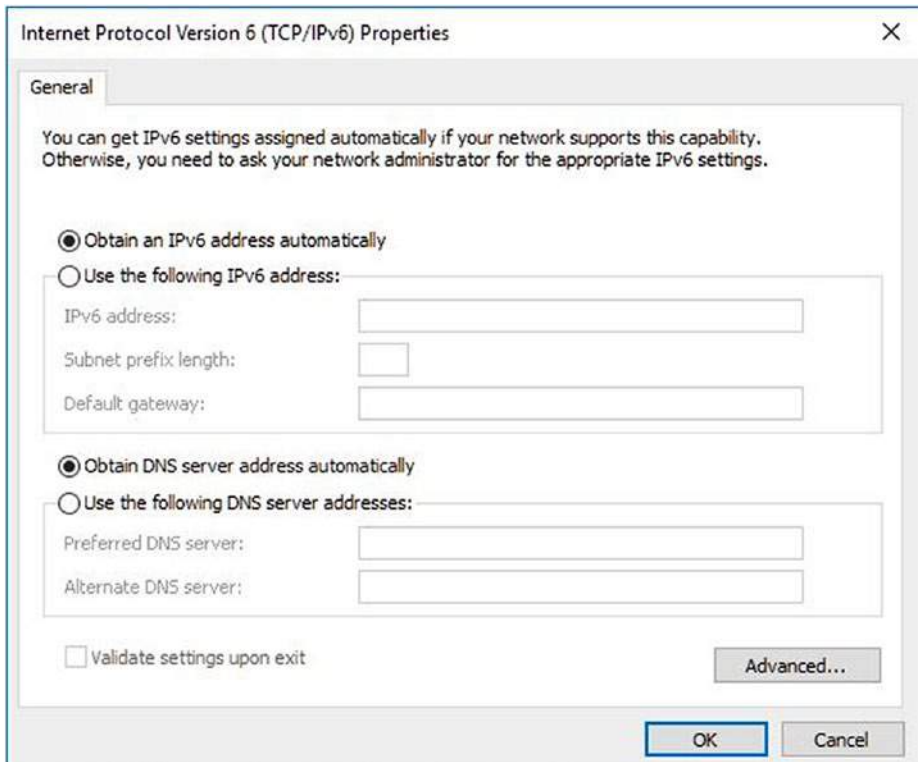 Internet Protocol Version 6 (TCP/IPv6) Properties
General
You can get IPv6 settings assigned automatically if your network supports this capability.
Otherwise, you need to ask your network administrator for the appropriate IPv6 settings.
Obtain an IPv6 address automatically
Use the following IPv6 address:
IPv6 address:
Subnet prefix length:
Default gateway:
Obtain DNS server address automatically
Use the following DNS server addresses:
Preferred DNS server:
Alternate DNS server:
Validate settings upon exit
Advanced...
OK
Cancel